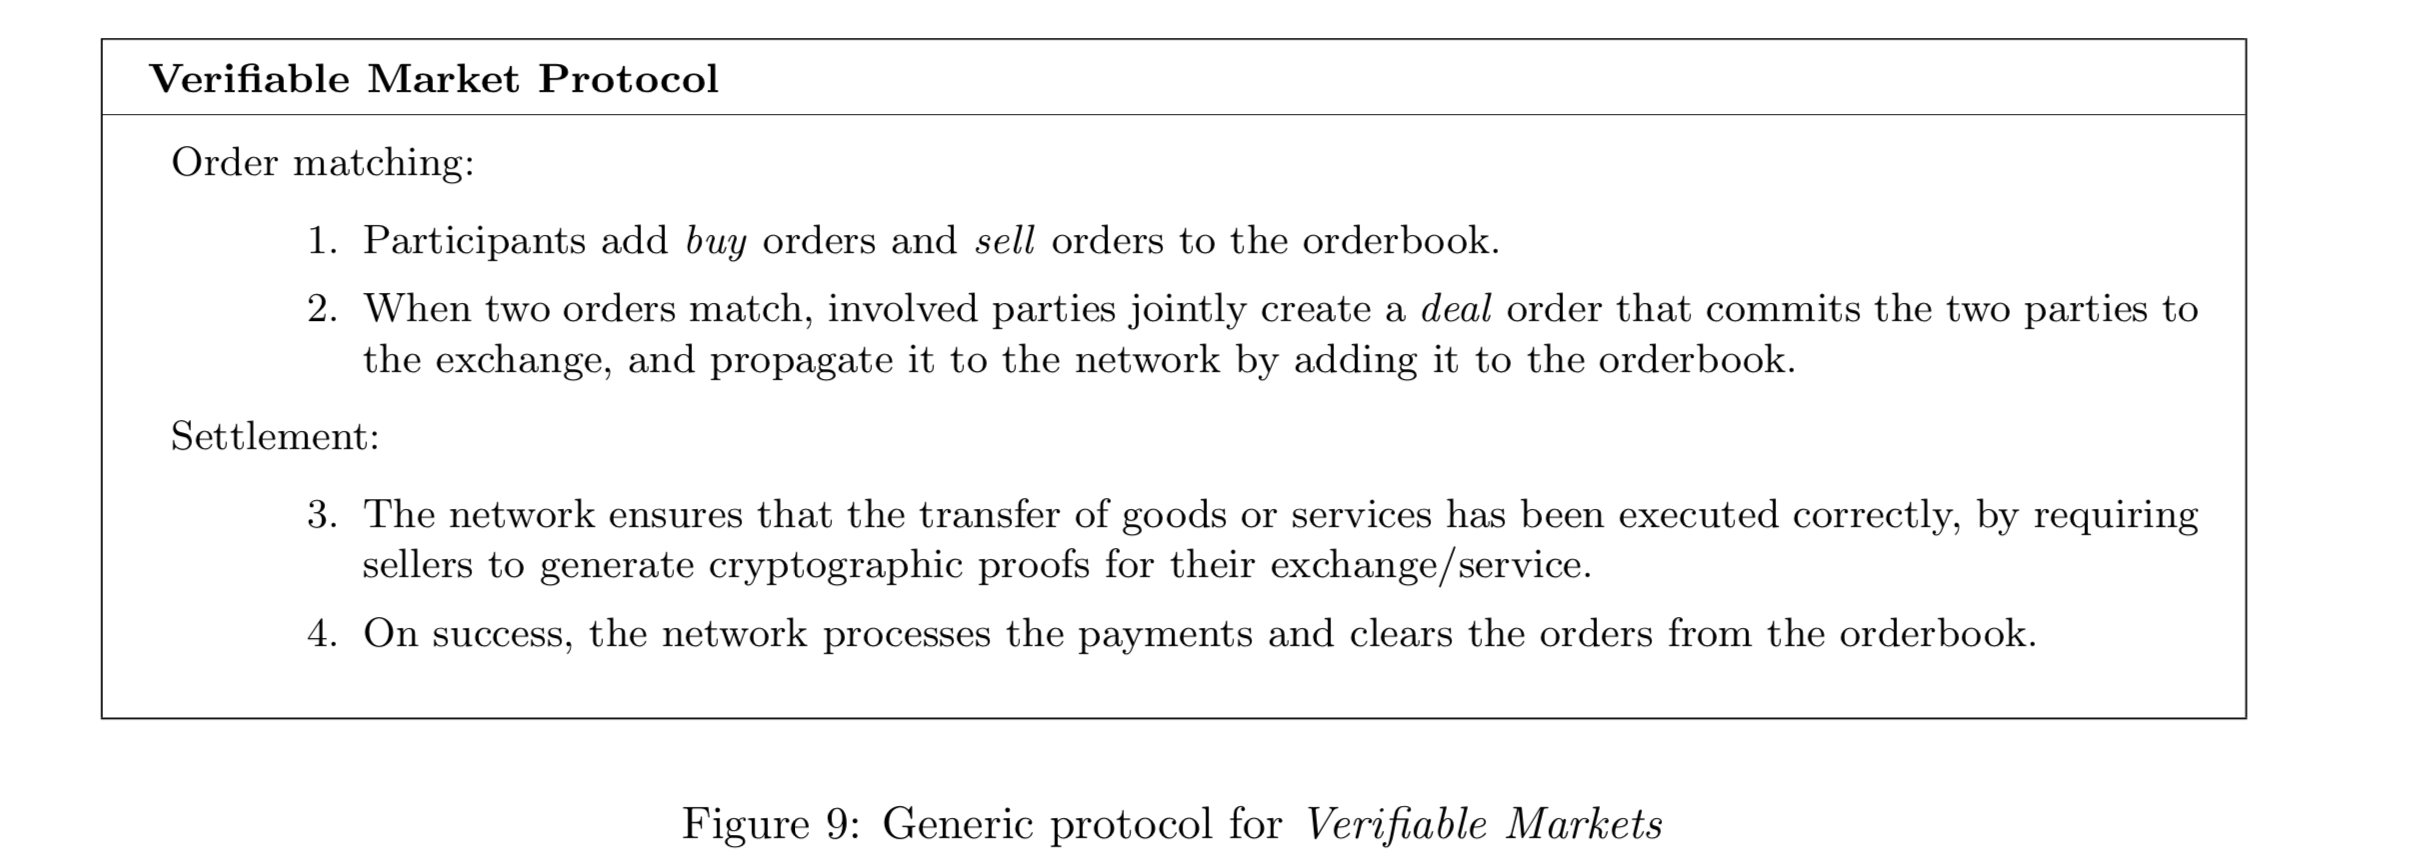 Verifiable Market Protocol
Order matching:
1. Participants add buy orders and sell orders to the orderbook.
2. When two orders match, involved parties jointly create a deal order that commits the two parties to
the exchange, and propagate it to the network by adding it to the orderbook.
Settlement:
3. The network ensures that the transfer of goods or services has been executed correctly, by requiring
sellers to generate cryptographic proofs for their exchange/service.
4. On success, the network processes the payments and clears the orders from the orderbook.
Figure 9: Generic protocol for Verifiable Markets